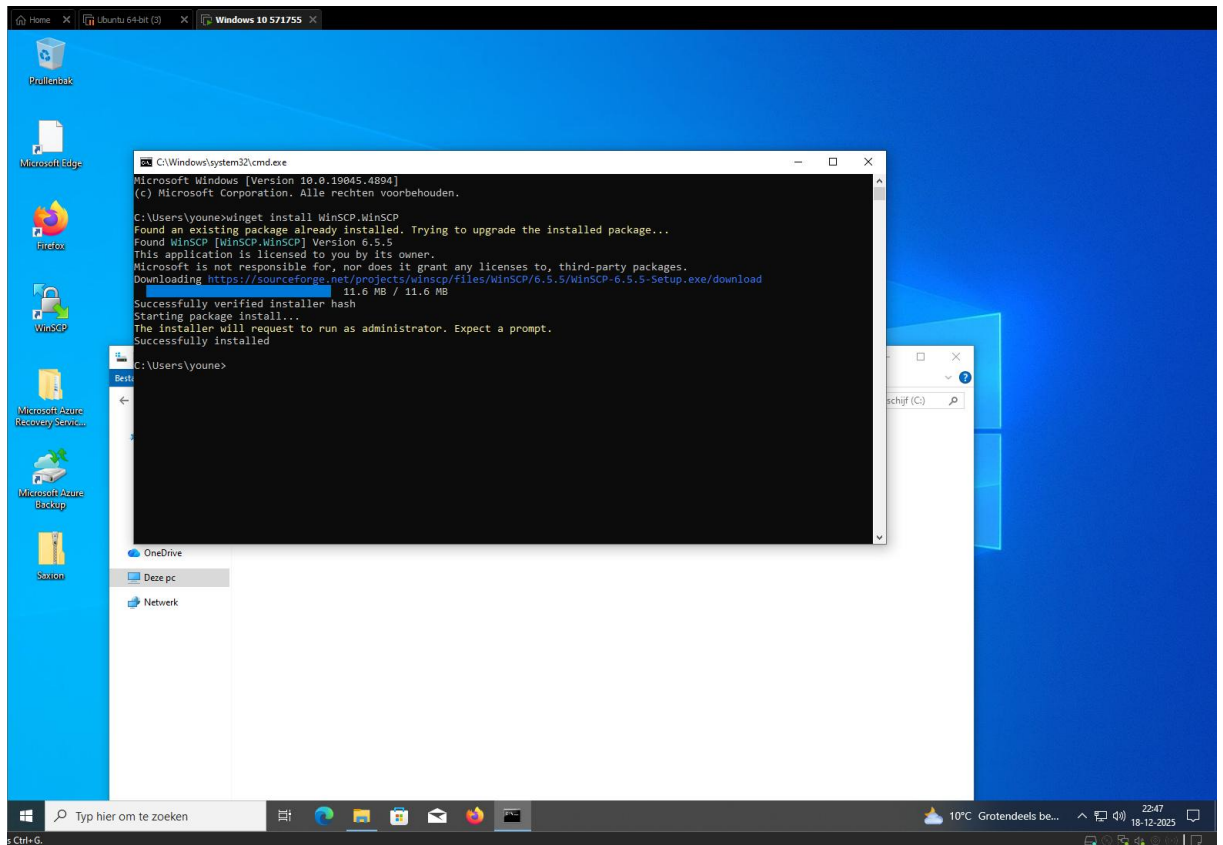 Home
Ubuntu 64-bit (3)
Windows 10 571755
Prullenbak
Microsoft Edge
Firefox
WinSCP
Microsoft Azure
Recovery Servic...
Microsoft Azure
Backup
Saxion
C:\Windows\system32\cmd.exe
Microsoft Windows [Version 10.0.19045.4894]
(c) Microsoft Corporation. Alle rechten voorbehouden.
C:\Users\youne>winget install WinSCP.WinSCP
Found an existing package already installed. Trying to upgrade the installed package...
Found WinSCP [WinSCP.WinSCP] Version 6.5.5
This application is licensed to you by its owner.
Microsoft is not responsible for, nor does it grant any licenses to, third-party packages.
Downloading https://sourceforge.net/projects/winscp/files/WinSCP/6.5.5/WinSCP-6.5.5-Setup.exe/download
11.6 MB / 11.6 MB
Successfully verified installer hash
Starting package install...
The installer will request to run as administrator. Expect a prompt.
Successfully installed
C:\Users\youne>
Besta
schijf (C:)
OneDrive
Deze pc
Netwerk
Typ hier om te zoeken
10°C Grotendeels be...
22:47
18-12-2025
s Ctrl+G.